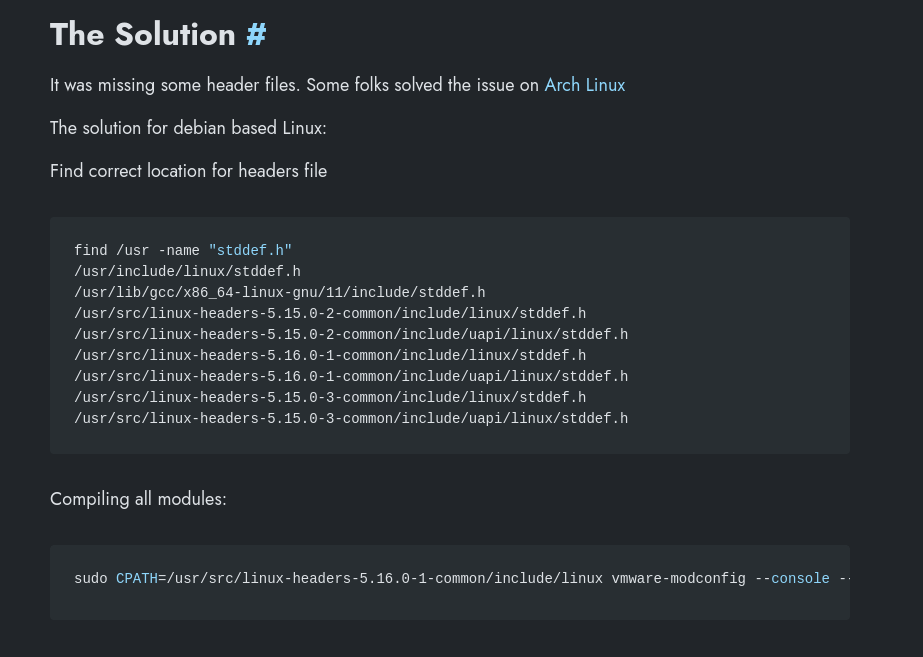 The Solution #
It was missing some header files. Some folks solved the issue on Arch Linux
The solution for debian based Linux:
Find correct location for headers file
find /usr -name "stddef.h"
/usr/include/linux/stddef.h
/usr/lib/gcc/x86_64-linux-gnu/11/include/stddef.h
/usr/src/linux-headers-5.15.0-2-common/include/linux/stddef.h
/usr/src/linux-headers-5.15.0-2-common/include/uapi/linux/stddef.h
/usr/src/linux-headers-5.16.0-1-common/include/linux/stddef.h
/usr/src/linux-headers-5.16.0-1-common/include/uapi/linux/stddef.h
/usr/src/linux-headers-5.15.0-3-common/include/linux/stddef.h
/usr/src/linux-headers-5.15.0-3-common/include/uapi/linux/stddef.h
Compiling all modules:
sudo CPATH=/usr/src/linux-headers-5.16.0-1-common/include/linux vmware-modconfig --console --